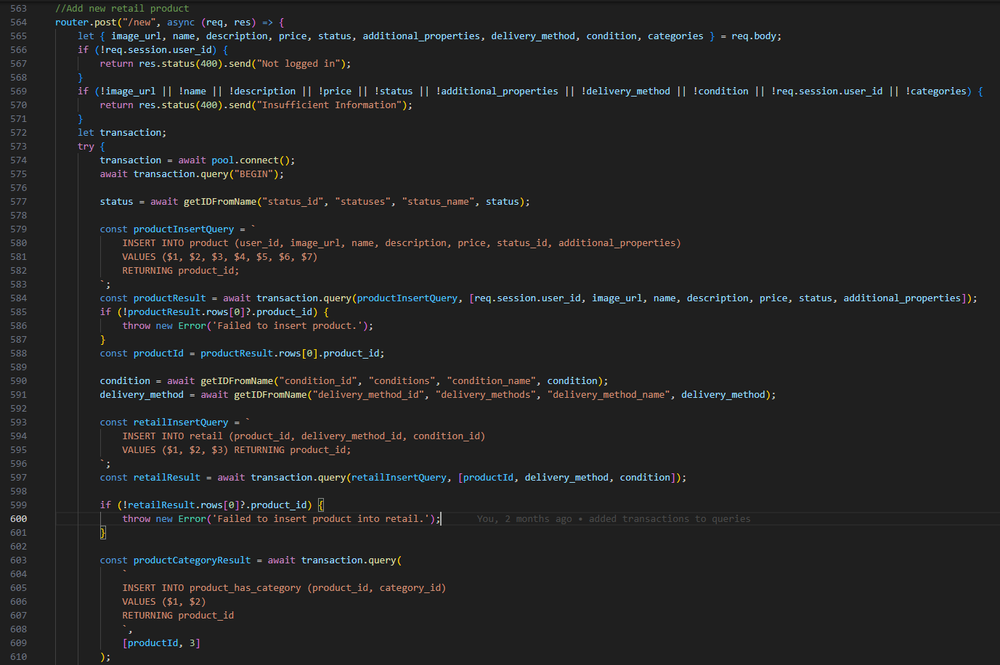 563 //Add new retail product
564 router.post("/new", async (req, res) => {
565 let { image_url, name, description, price, status, additional_properties, delivery_method, condition, categories } = req.body;
566 if (!req.session.user_id) {
567 return res.status(400).send("Not logged in");
568 }
569 if (!image_url || !name || !description || !price || !status || !additional_properties || !delivery_method || !condition || !req.session.user_id || !categories) {
570 return res.status(400).send("Insufficient Information");
571 }
572 let transaction;
573 try {
574 transaction = await pool.connect();
575 await transaction.query("BEGIN");
576
577 status = await getIDFromName("status_id", "statuses", "status_name", status);
578
579 const productInsertQuery = `
580 INSERT INTO product (user_id, image_url, name, description, price, status_id, additional_properties)
581 VALUES ($1, $2, $3, $4, $5, $6, $7)
582 RETURNING product_id;
583 `;
584 const productResult = await transaction.query(productInsertQuery, [req.session.user_id, image_url, name, description, price, status, additional_properties]);
585 if (!productResult.rows[0]?.product_id) {
586 throw new Error('Failed to insert product.');
587 }
588 const productId = productResult.rows[0].product_id;
589
590 condition = await getIDFromName("condition_id", "conditions", "condition_name", condition);
591 delivery_method = await getIDFromName("delivery_method_id", "delivery_methods", "delivery_method_name", delivery_method);
592
593 const retailInsertQuery = `
594 INSERT INTO retail (product_id, delivery_method_id, condition_id)
595 VALUES ($1, $2, $3) RETURNING product_id;
596 `;
597 const retailResult = await transaction.query(retailInsertQuery, [productId, delivery_method, condition]);
598
599 if (!retailResult.rows[0]?.product_id) {
600 throw new Error('Failed to insert product into retail.'); You, 2 months ago • added transactions to queries
601 }
602
603 const productCategoryResult = await transaction.query(
604 `
605 INSERT INTO product_has_category (product_id, category_id)
606 VALUES ($1, $2)
607 RETURNING product_id
608 `,
609 [productId, 3]
610 );